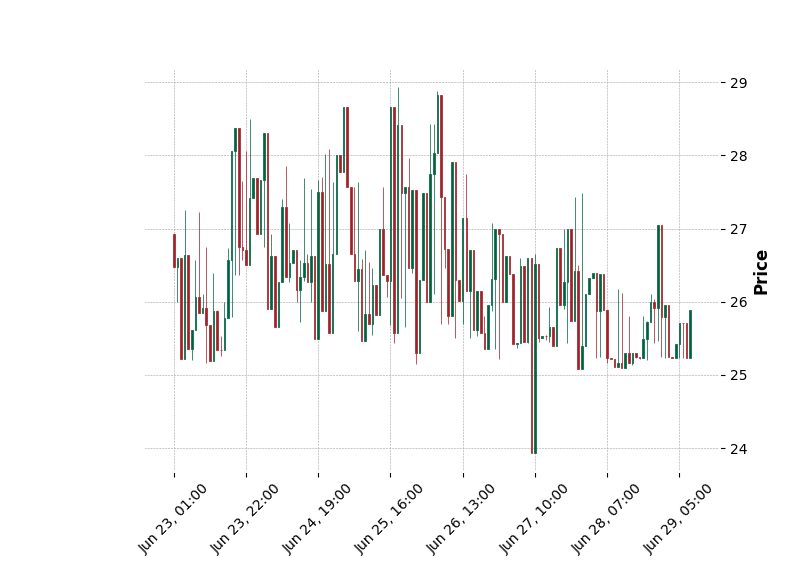 29
28
27
26
25
24
Price
Jun 23, 01:00
Jun 23, 22:00
Jun 24, 19:00
Jun 25, 16:00
Jun 26, 13:00
Jun 27, 10:00
Jun 28, 07:00
Jun 29, 05:00